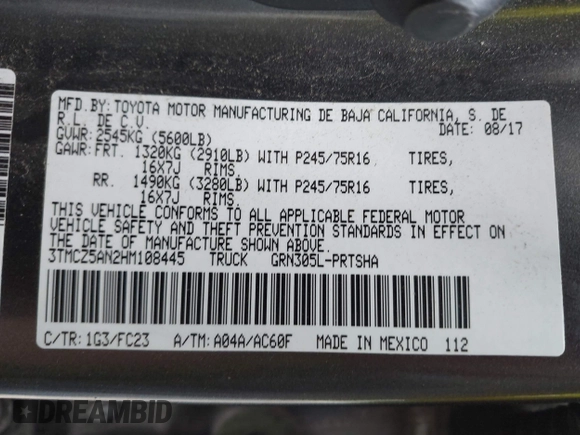 MFD.BY: TOYOTA MOTOR MANUFACTURING DE BAJA CALIFORNIA, S. DE
R.L. DE C.V. DATE: 08/17
GVWR: 2545KG (5600LB)
GAWR: FRT. 1320KG (2910LB) WITH P245/75R16 TIRES,
16X7J RIMS,
RR. 1490KG (3280LB) WITH P245/75R16 TIRES,
16X7J RIMS.
THIS VEHICLE CONFORMS TO ALL APPLICABLE FEDERAL MOTOR
VEHICLE SAFETY AND THEFT PREVENTION STANDARDS IN EFFECT ON
THE DATE OF MANUFACTURE SHOWN ABOVE.
3TMCZ5AN2HM108445 TRUCK GRN305L-PRTSHA
C/TR: 1G3/FC23 A/TM: A04A/AC60F MADE IN MEXICO 112
DREAMBID